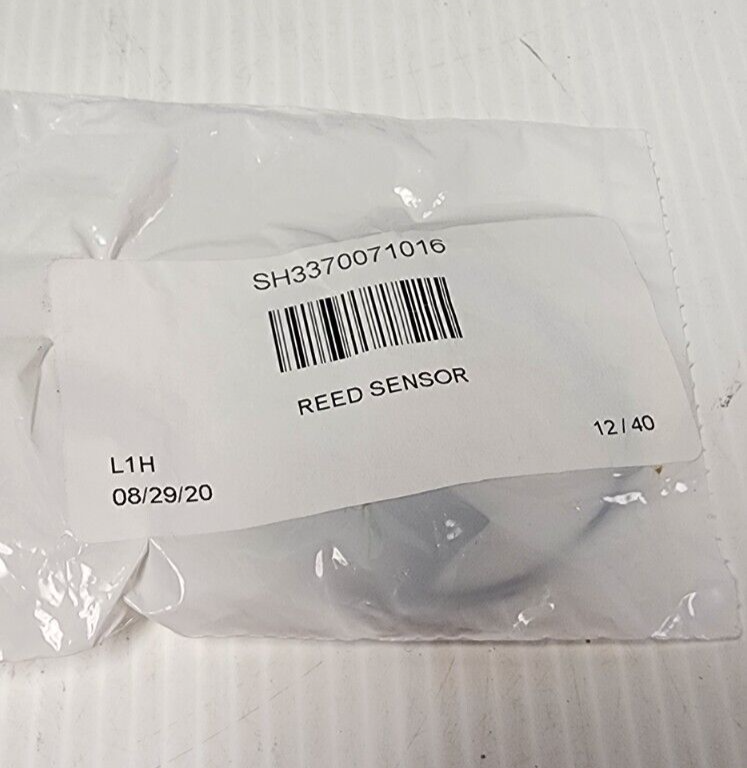 SH3370071016
REED SENSOR
12 / 40
L1H
08/29/20